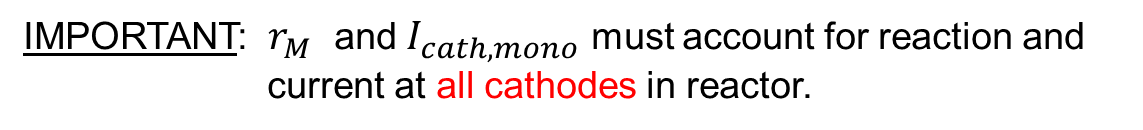 IMPORTANT: r_M and I_cath,mono must account for reaction and
current at all cathodes in reactor.